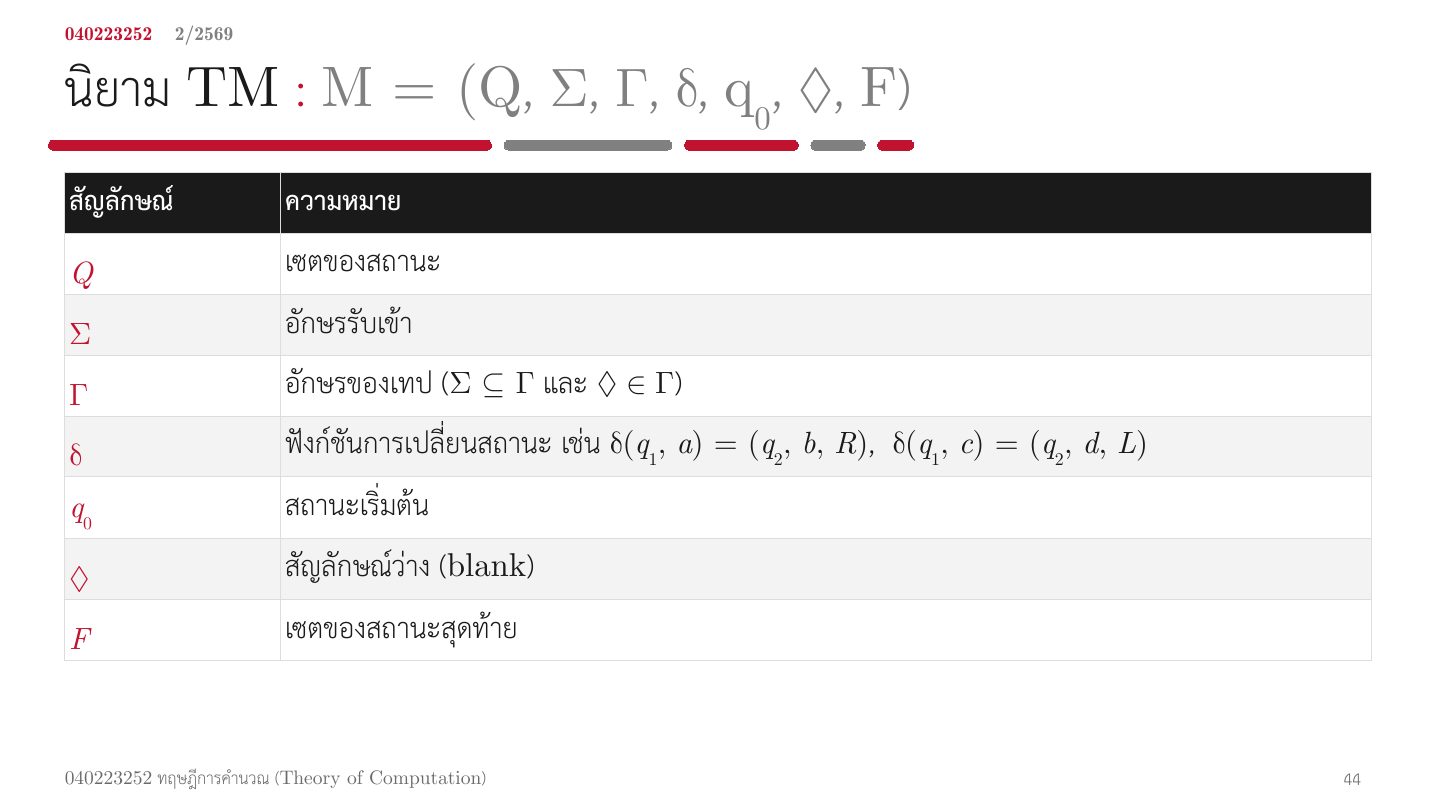 040223252 2/2569
นิยาม TM : M = (Q, Σ, Γ, δ, q₀, ◊, F)
สัญลักษณ์ ความหมาย
Q เซตของสถานะ
Σ อักษรรับเข้า
Γ อักษรของเทป (Σ ⊆ Γ และ ◊ ∈ Γ)
δ ฟังก์ชันการเปลี่ยนสถานะ เช่น δ(q₁, a) = (q₂, b, R), δ(q₁, c) = (q₂, d, L)
q₀ สถานะเริ่มต้น
◊ สัญลักษณ์ว่าง (blank)
F เซตของสถานะสุดท้าย
040223252 ทฤษฎีการคำนวณ (Theory of Computation) 44